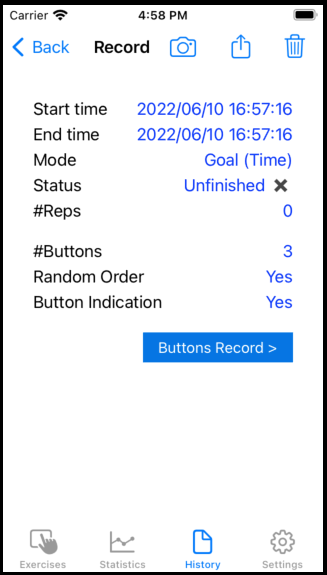 Carrier 4:58 PM
Back Record
Start time 2022/06/10 16:57:16
End time 2022/06/10 16:57:16
Mode Goal (Time)
Status Unfinished ✖
#Reps 0
#Buttons 3
Random Order Yes
Button Indication Yes
Buttons Record >
Exercises Statistics History Settings